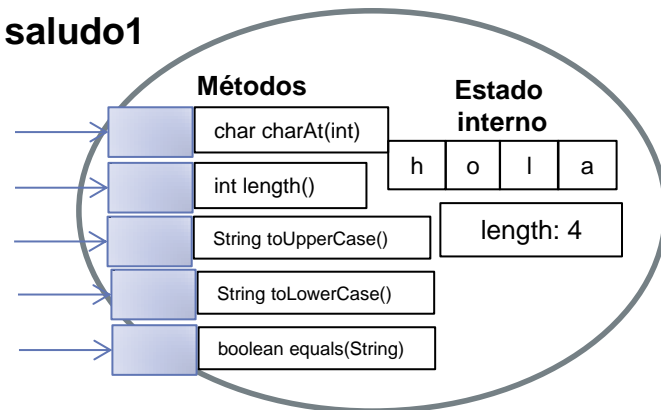 saludo1
Métodos
char charAt(int)
int length()
String toUpperCase()
String toLowerCase()
boolean equals(String)
Estado
interno
h o l a
length: 4